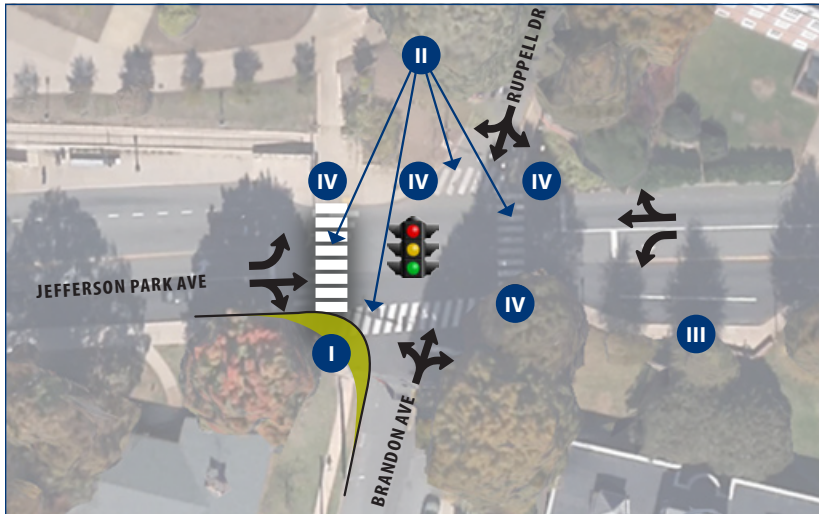 II
RUPPELL DR
IV
IV
IV
JEFFERSON PARK AVE
IV
III
I
BRANDON AVE